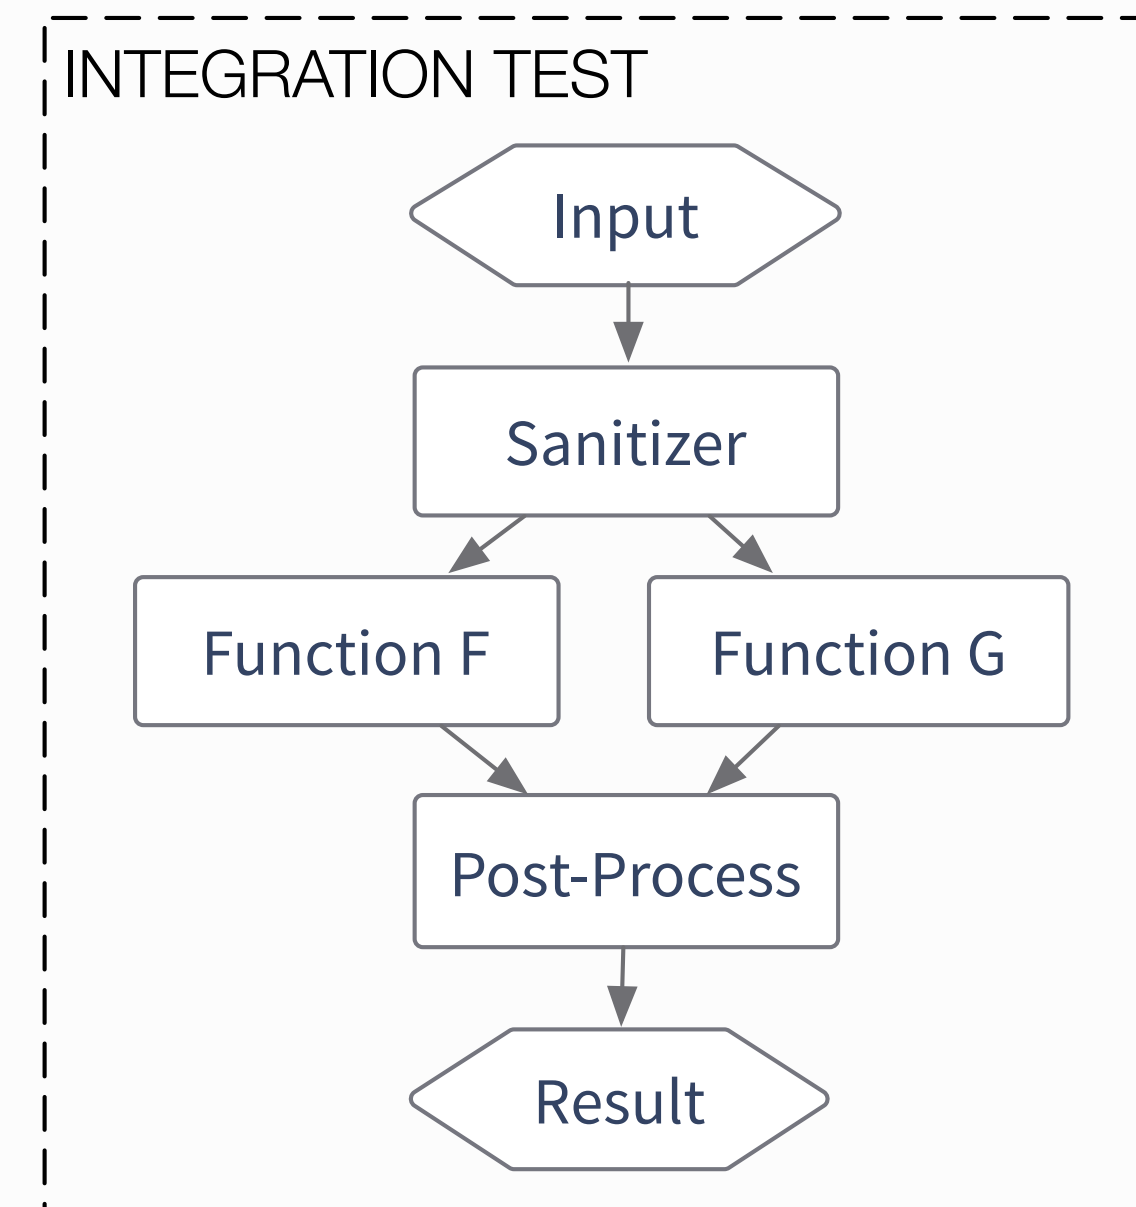 INTEGRATION TEST
Input
Sanitizer
Function F
Function G
Post-Process
Result